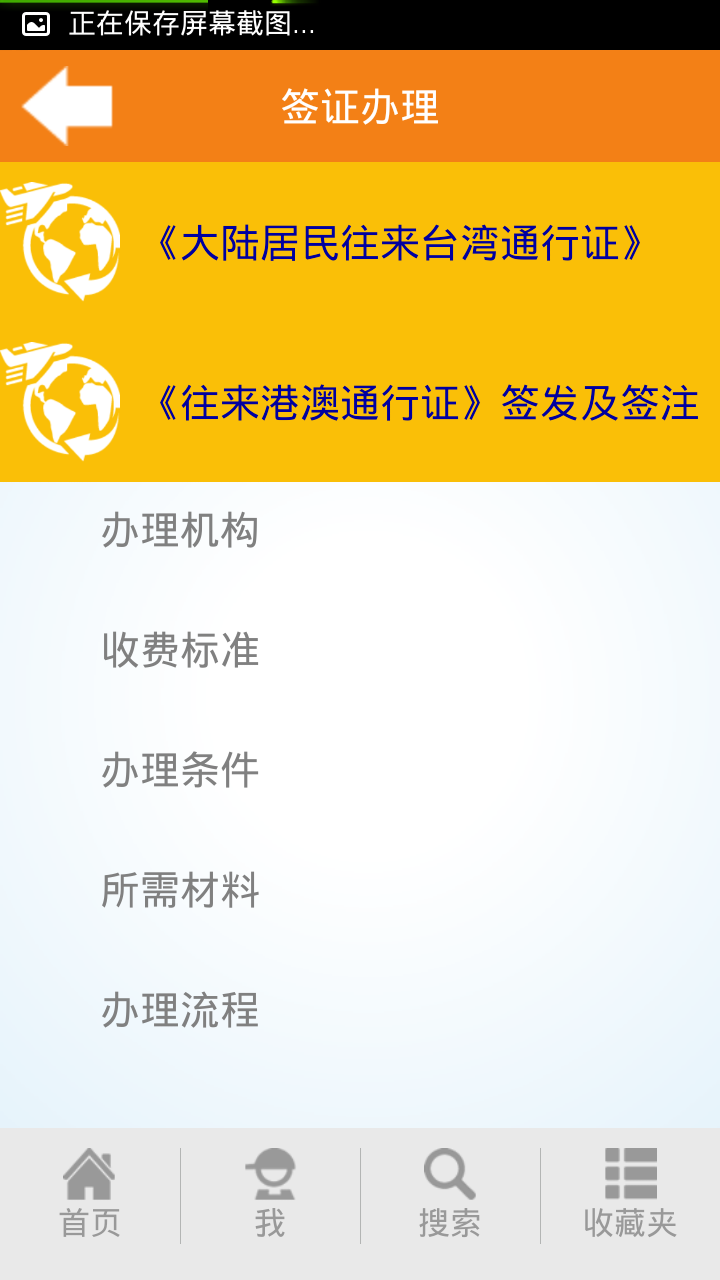 正在保存屏幕截图...
签证办理
《大陆居民往来台湾通行证》
《往来港澳通行证》签发及签注
办理机构
收费标准
办理条件
所需材料
办理流程
首页
我
搜索
收藏夹